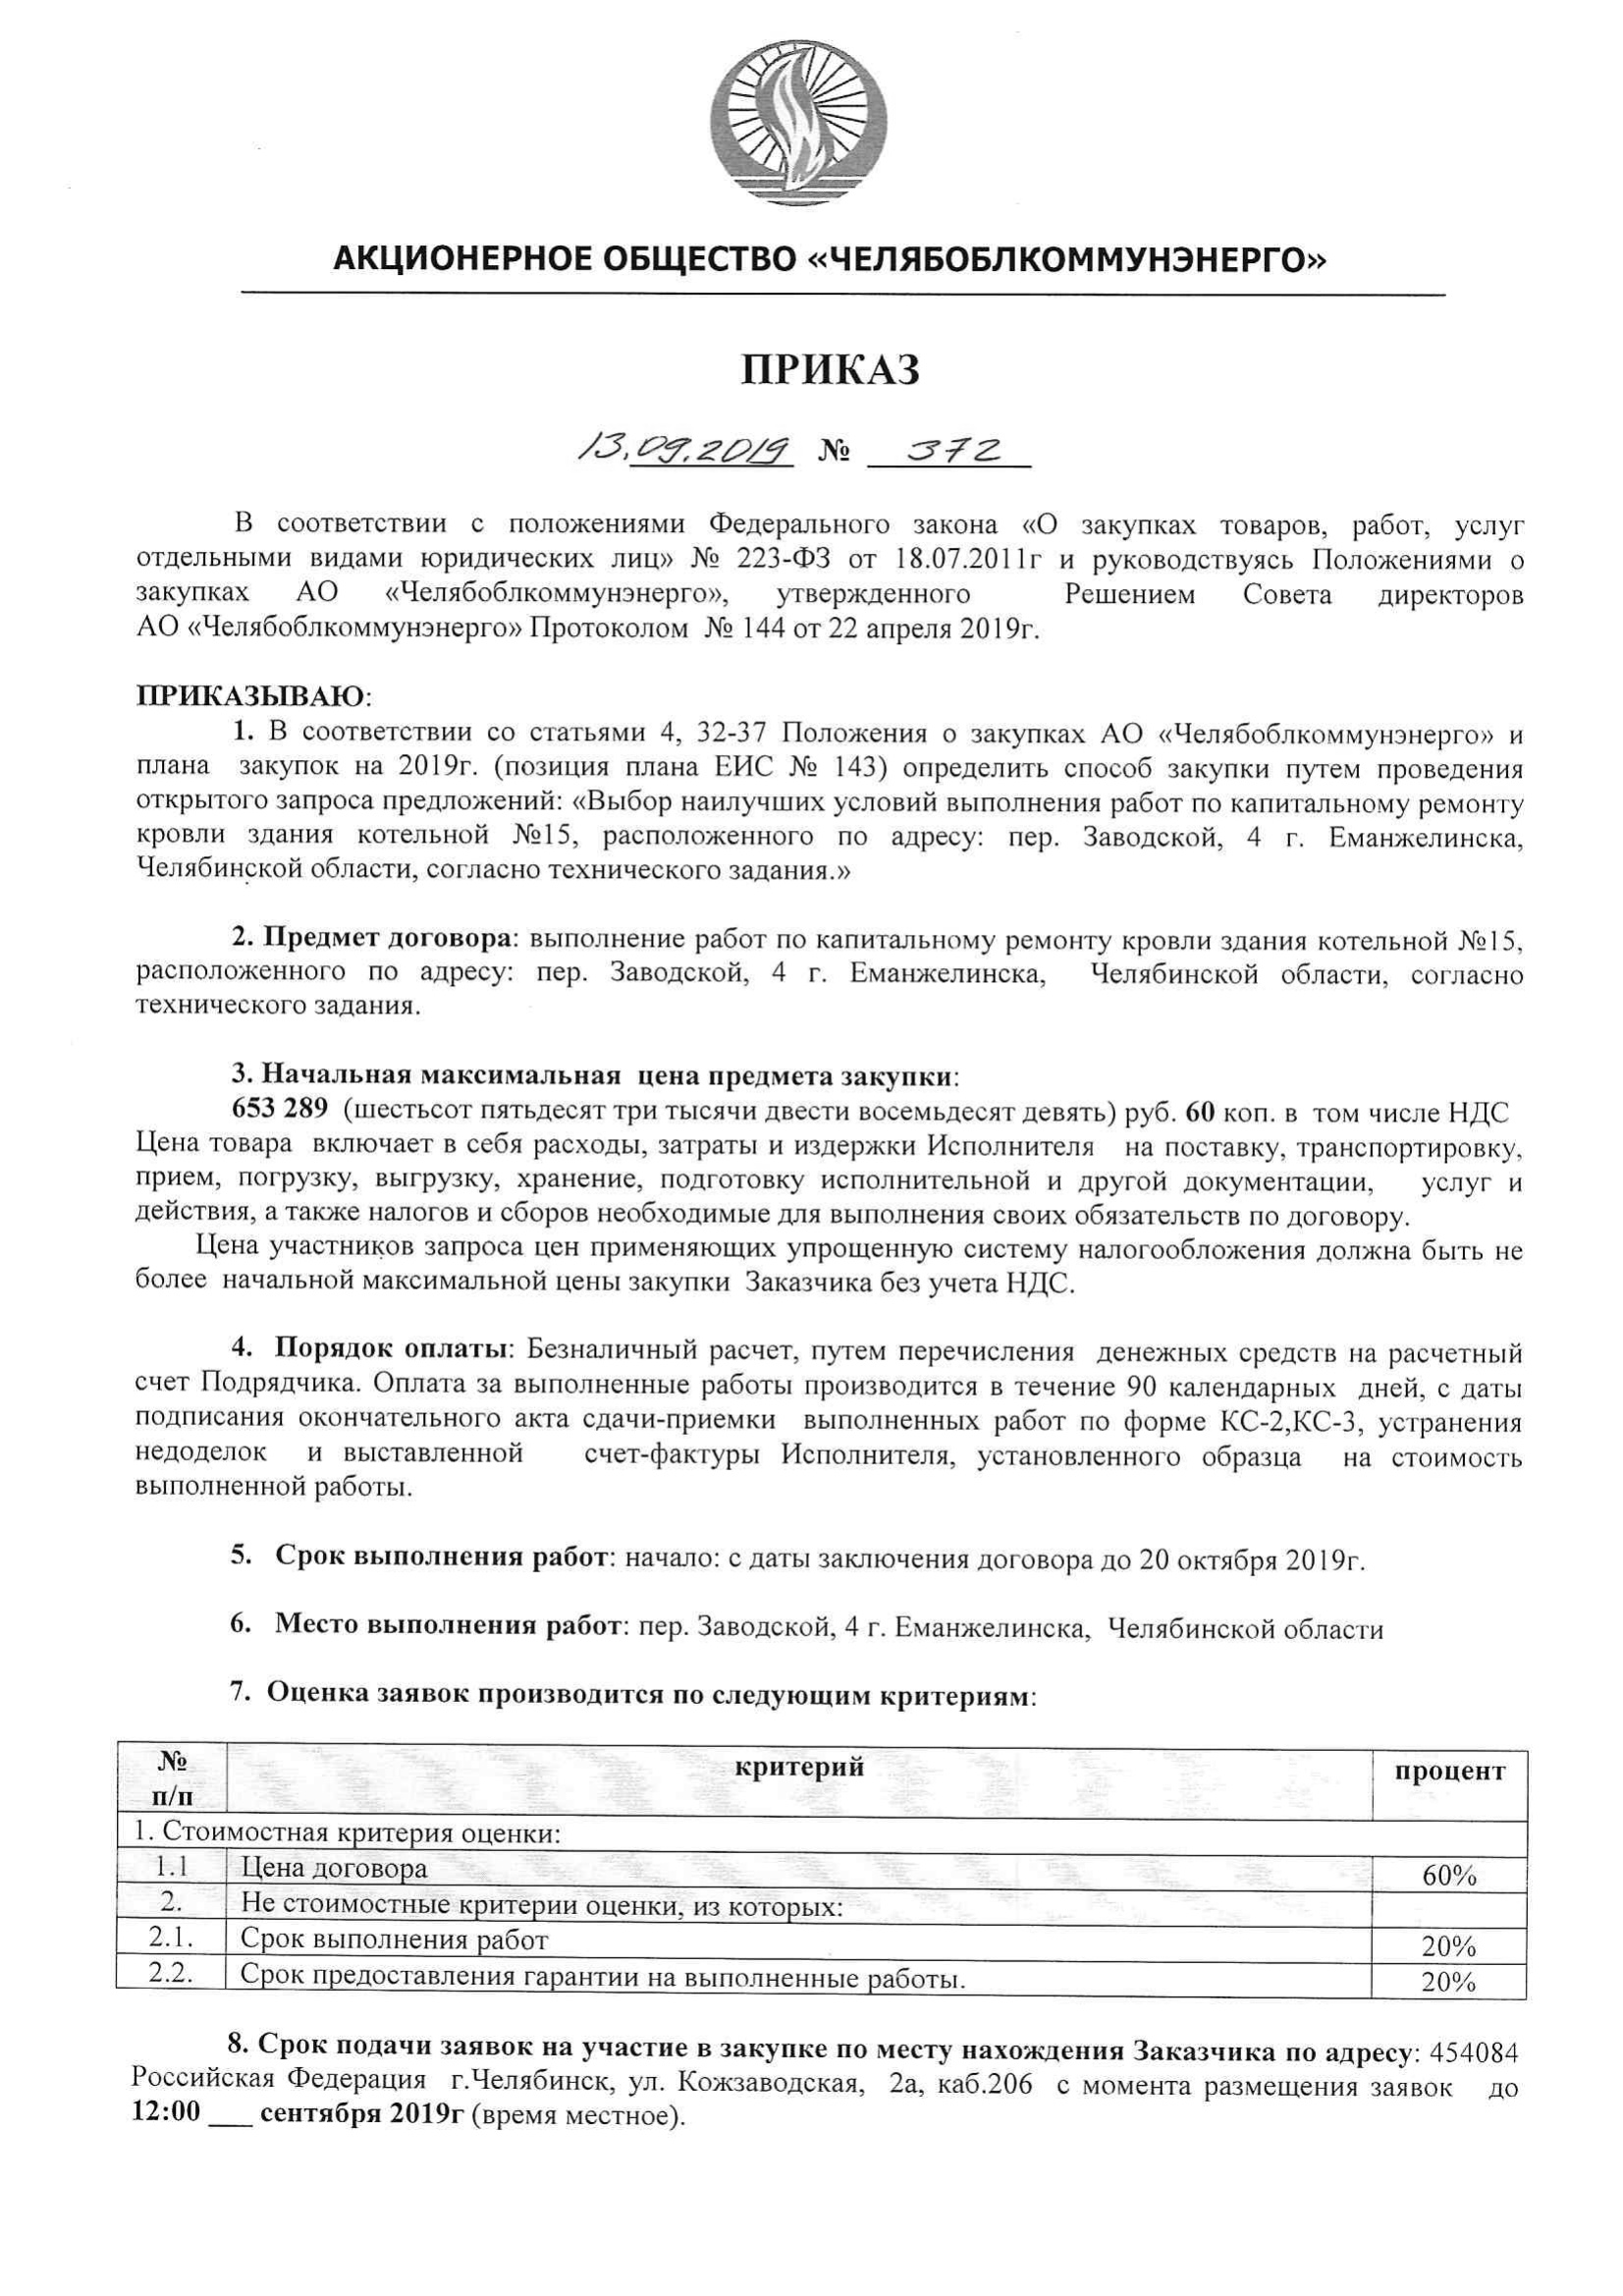 АКЦИОНЕРНОЕ ОБЩЕСТВО «ЧЕЛЯБОБЛКОММУНЭНЕРГО»
ПРИКАЗ
13.09.2019 № 372
В соответствии с положениями Федерального закона «О закупках товаров, работ, услуг
отдельными видами юридических лиц» № 223-ФЗ от 18.07.2011г и руководствуясь Положениями о
закупках АО «Челябоблкоммунэнерго», утвержденного Решением Совета директоров
АО «Челябоблкоммунэнерго» Протоколом № 144 от 22 апреля 2019г.
ПРИКАЗЫВАЮ:
1. В соответствии со статьями 4, 32-37 Положения о закупках АО «Челябоблкоммунэнерго» и
плана закупок на 2019г. (позиция плана ЕИС № 143) определить способ закупки путем проведения
открытого запроса предложений: «Выбор наилучших условий выполнения работ по капитальному ремонту
кровли здания котельной №15, расположенного по адресу: пер. Заводской, 4 г. Еманжелинска,
Челябинской области, согласно технического задания.»
2. Предмет договора: выполнение работ по капитальному ремонту кровли здания котельной №15,
расположенного по адресу: пер. Заводской, 4 г. Еманжелинска, Челябинской области, согласно
технического задания.
3. Начальная максимальная цена предмета закупки:
653 289 (шестьсот пятьдесят три тысячи двести восемьдесят девять) руб. 60 коп. в том числе НДС
Цена товара включает в себя расходы, затраты и издержки Исполнителя на поставку, транспортировку,
прием, погрузку, выгрузку, хранение, подготовку исполнительной и другой документации, услуг и
действия, а также налогов и сборов необходимые для выполнения своих обязательств по договору.
Цена участников запроса цен применяющих упрощенную систему налогообложения должна быть не
более начальной максимальной цены закупки Заказчика без учета НДС.
4. Порядок оплаты: Безналичный расчет, путем перечисления денежных средств на расчетный
счет Подрядчика. Оплата за выполненные работы производится в течение 90 календарных дней, с даты
подписания окончательного акта сдачи-приемки выполненных работ по форме КС-2,КС-3, устранения
недоделок и выставленной счет-фактуры Исполнителя, установленного образца на стоимость
выполненной работы.
5. Срок выполнения работ: начало: с даты заключения договора до 20 октября 2019г.
6. Место выполнения работ: пер. Заводской, 4 г. Еманжелинска, Челябинской области
7. Оценка заявок производится по следующим критериям:
№ п/п критерий процент
1. Стоимостная критерия оценки:
1.1 Цена договора 60%
2. Не стоимостные критерии оценки, из которых:
2.1. Срок выполнения работ 20%
2.2. Срок предоставления гарантии на выполненные работы. 20%
8. Срок подачи заявок на участие в закупке по месту нахождения Заказчика по адресу: 454084
Российская Федерация г.Челябинск, ул. Кожзаводская, 2а, каб.206 с момента размещения заявок до
12:00 ___ сентября 2019г (время местное).